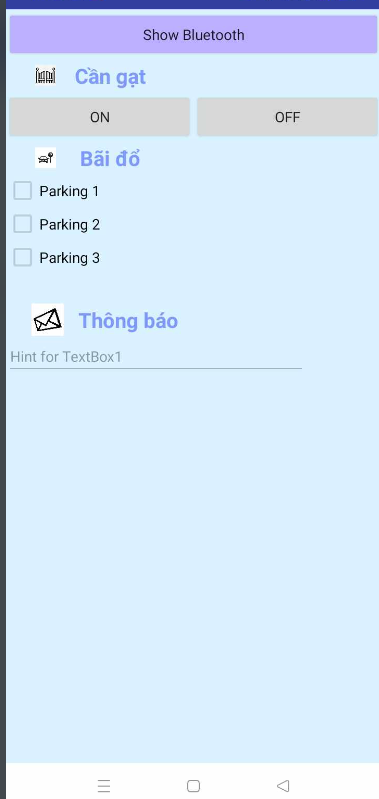 Show Bluetooth
Cần gạt
ON OFF
Bãi đổ
Parking 1
Parking 2
Parking 3
Thông báo
Hint for TextBox1